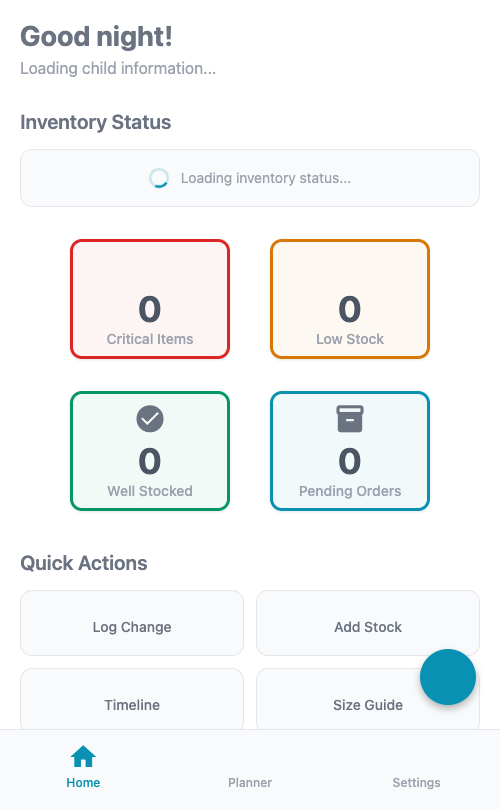 Good night!
Loading child information...
Inventory Status
Loading inventory status...
0
Critical Items
0
Low Stock
0
Well Stocked
0
Pending Orders
Quick Actions
Log Change
Add Stock
Timeline
Size Guide
Home
Planner
Settings